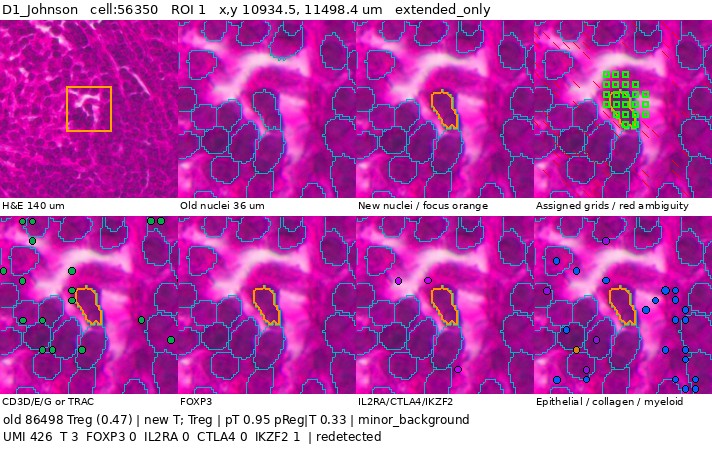 D1_Johnson cell:56350 ROI 1 x,y 10934.5, 11498.4 um extended_only
H&E 140 um
Old nuclei 36 um
New nuclei / focus orange
Assigned grids / red ambiguity
CD3D/E/G or TRAC
FOXP3
IL2RA/CTLA4/IKZF2
Epithelial / collagen / myeloid
old 86498 Treg (0.47) | new T; Treg | pT 0.95 pReg|T 0.33 | minor_background
UMI 426 T 3 FOXP3 0 IL2RA 0 CTLA4 0 IKZF2 1 | redetected